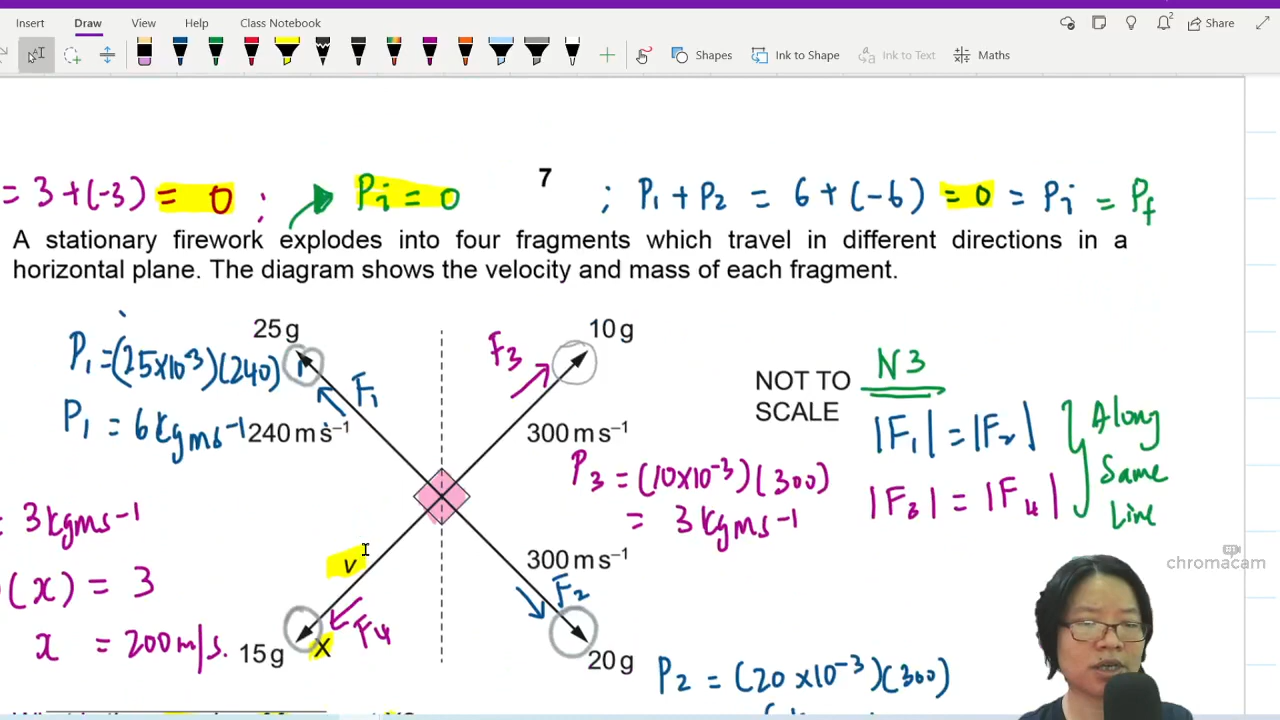 Insert Draw View Help Class Notebook Share
Shapes Ink to Shape Ink to Text Maths
= 3 + (-3) = 0 ; Pi = 0 7 ; P1 + P2 = 6 + (-6) = 0 = Pi = Pf
A stationary firework explodes into four fragments which travel in different directions in a
horizontal plane. The diagram shows the velocity and mass of each fragment.
25 g 10 g
P1 = (25×10⁻³)(240) F1 F3
NOT TO
SCALE
N3
P1 = 6 kgms⁻¹ 240 m s⁻¹ 300 m s⁻¹
|F1| = |F2|
|F3| = |F4|
Along
Same
Line
P3 = (10×10⁻³)(300)
= 3 kgms⁻¹
= 3 kgms⁻¹
chromacam
v 300 m s⁻¹
(x) = 3
F2
F4
x = 200 m/s.
15 g X 20 g
P2 = (20 ×10⁻³)(300)